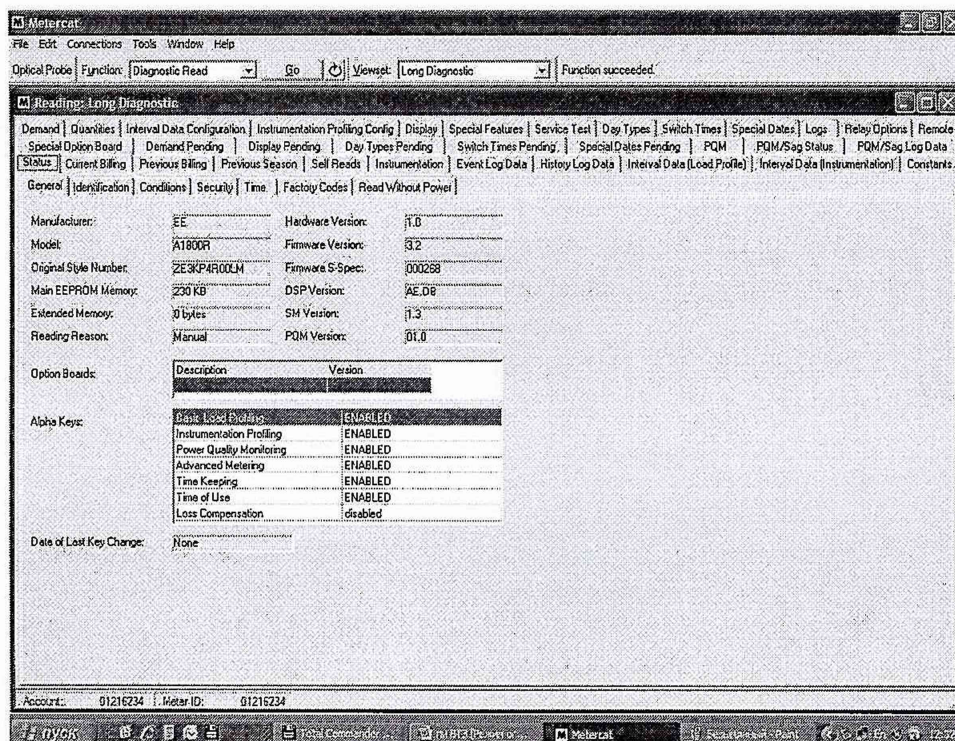 Metercat
File Edit Connections Tools Window Help
Optical Probe Function: Diagnostic Read Go Viewset: Long Diagnostic Function succeeded.
Reading: Long Diagnostic
Demand Quantities Interval Data Configuration Instrumentation Profiling Config Display Special Features Service Test Day Types Switch Times Special Dates Logs Relay Options Remote
Special Option Board Demand Pending Display Pending Day Types Pending Switch Times Pending Special Dates Pending PQM PQM/Sag Status PQM/Sag Log Data
Status Current Billing Previous Billing Previous Season Self Reads Instrumentation Event Log Data History Log Data Interval Data (Load Profile) Interval Data (Instrumentation) Constants
General Identification Conditions Security Time Factory Codes Read Without Power
Manufacturer: EE Hardware Version: 1.0
Model: A1800R Firmware Version: 3.2
Original Style Number: ZE3KP4R00LM Firmware S-Spec: 000268
Main EEPROM Memory: 230 KB DSP Version: AE.DB
Extended Memory: 0 bytes SM Version: 1.3
Reading Reason: Manual PQM Version: 01.0
Option Boards: Description Version
Alpha Keys: Basic Load Profiling ENABLED
Instrumentation Profiling ENABLED
Power Quality Monitoring ENABLED
Advanced Metering ENABLED
Time Keeping ENABLED
Time of Use ENABLED
Loss Compensation disabled
Date of Last Key Change: None
Account: 01216234 Meter ID: 01216234
пуск Total Commander ... Metercat Безымянный - Paint En